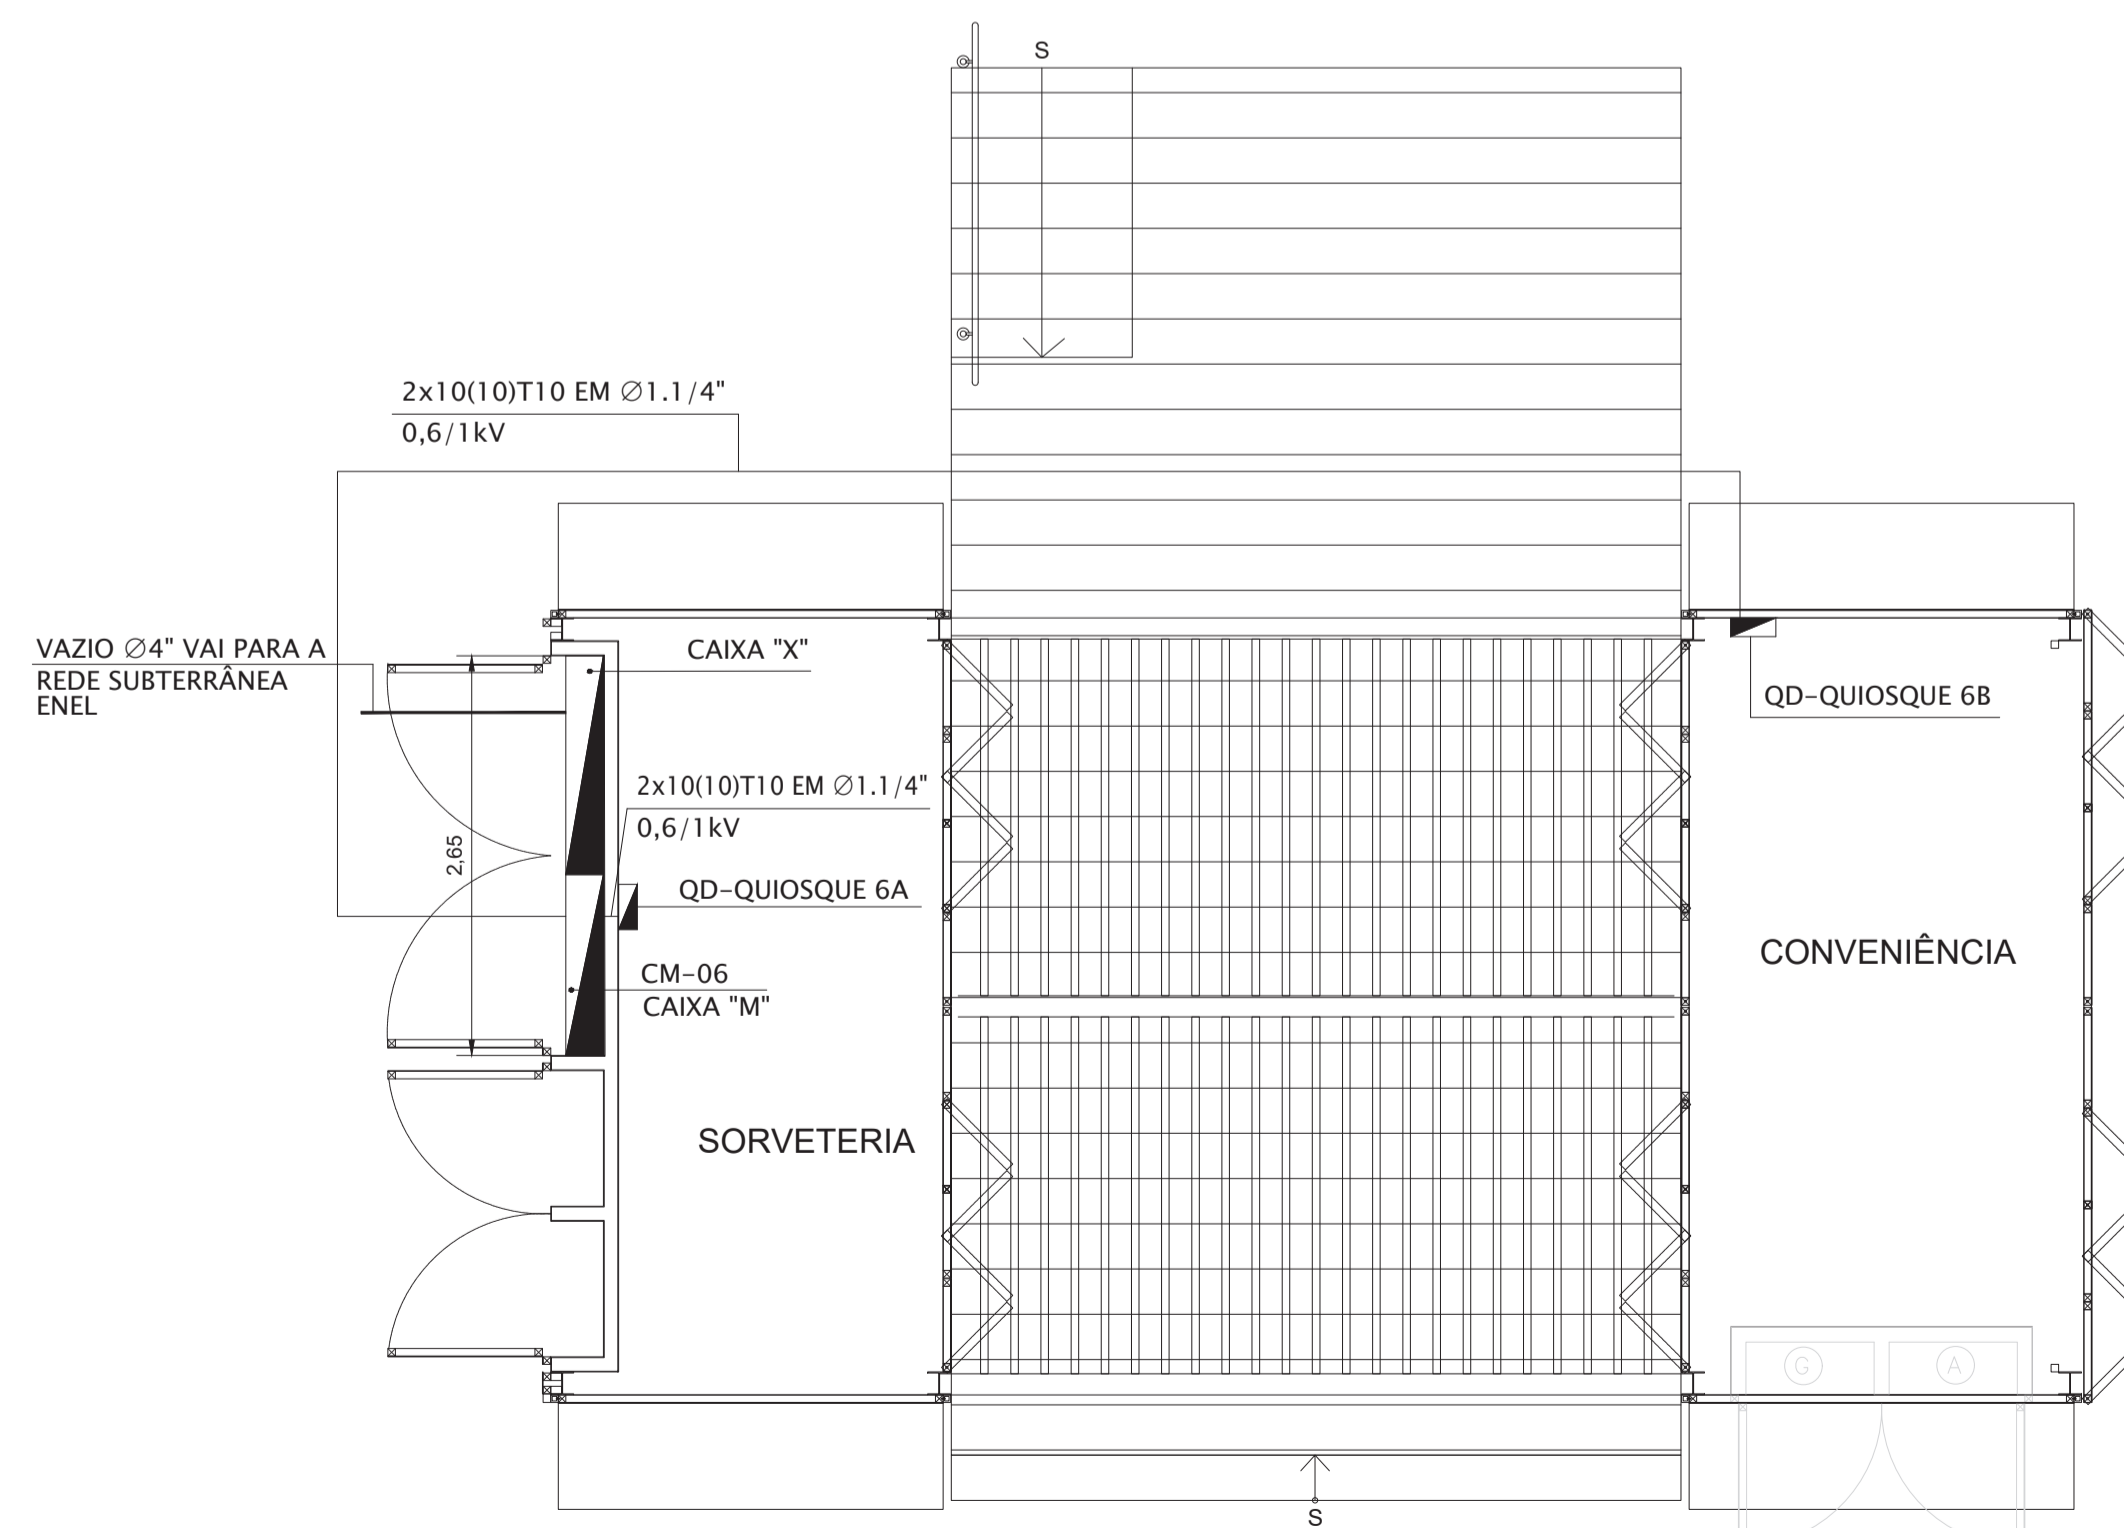 S
2x10(10)T10 EM ∅1.1/4"
0,6/1kV
VAZIO ∅4" VAI PARA A
REDE SUBTERRÂNEA
ENEL
CAIXA "X"
QD-QUIOSQUE 6B
2x10(10)T10 EM ∅1.1/4"
0,6/1kV
2,65
QD-QUIOSQUE 6A
CM-06
CAIXA "M"
CONVENIÊNCIA
SORVETERIA
G
A
S